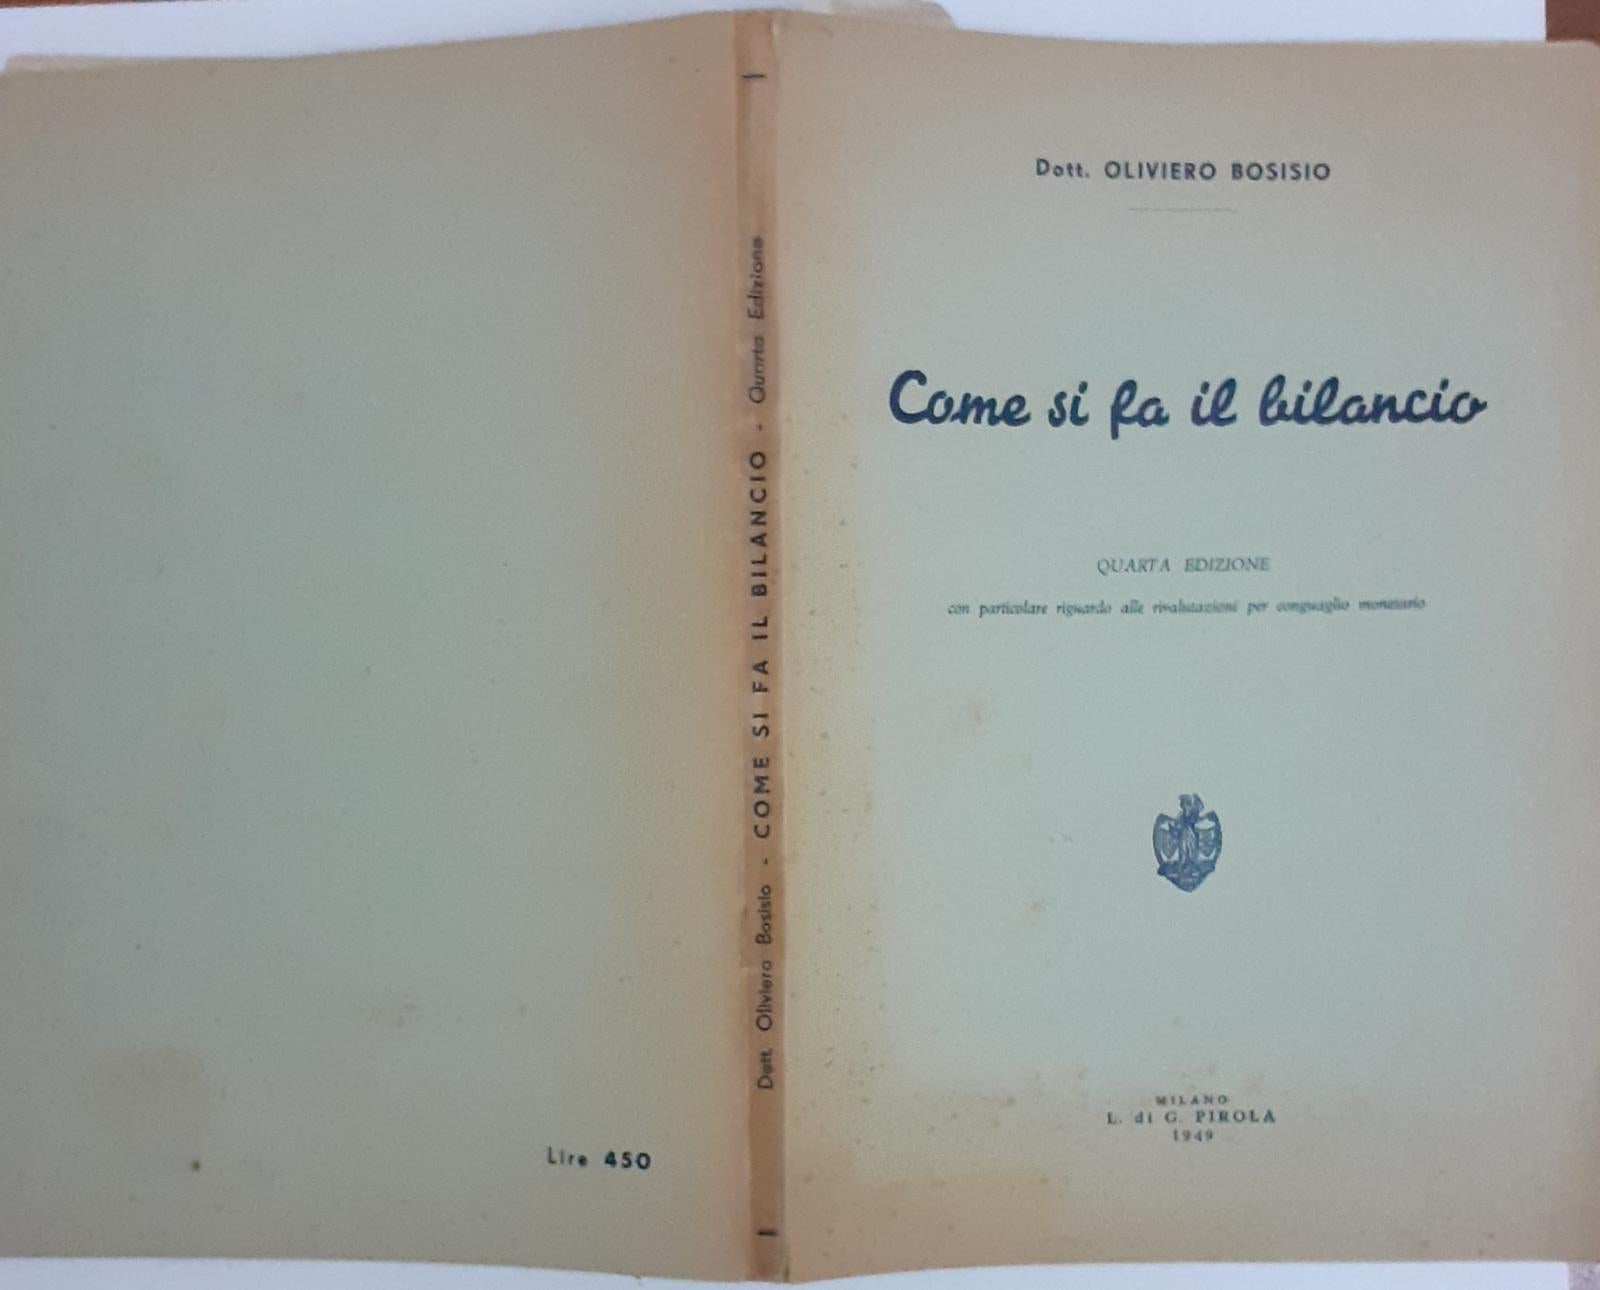 Dott. OLIVIERO BOSISIO
Come si fa il bilancio
QUARTA EDIZIONE
con particolare riguardo alle rivalutazioni per conguaglio monetario
MILANO
L. di G. PIROLA
1949
Dott. Oliviero Bosisio - COME SI FA IL BILANCIO - Quarta Edizione
Lire 450